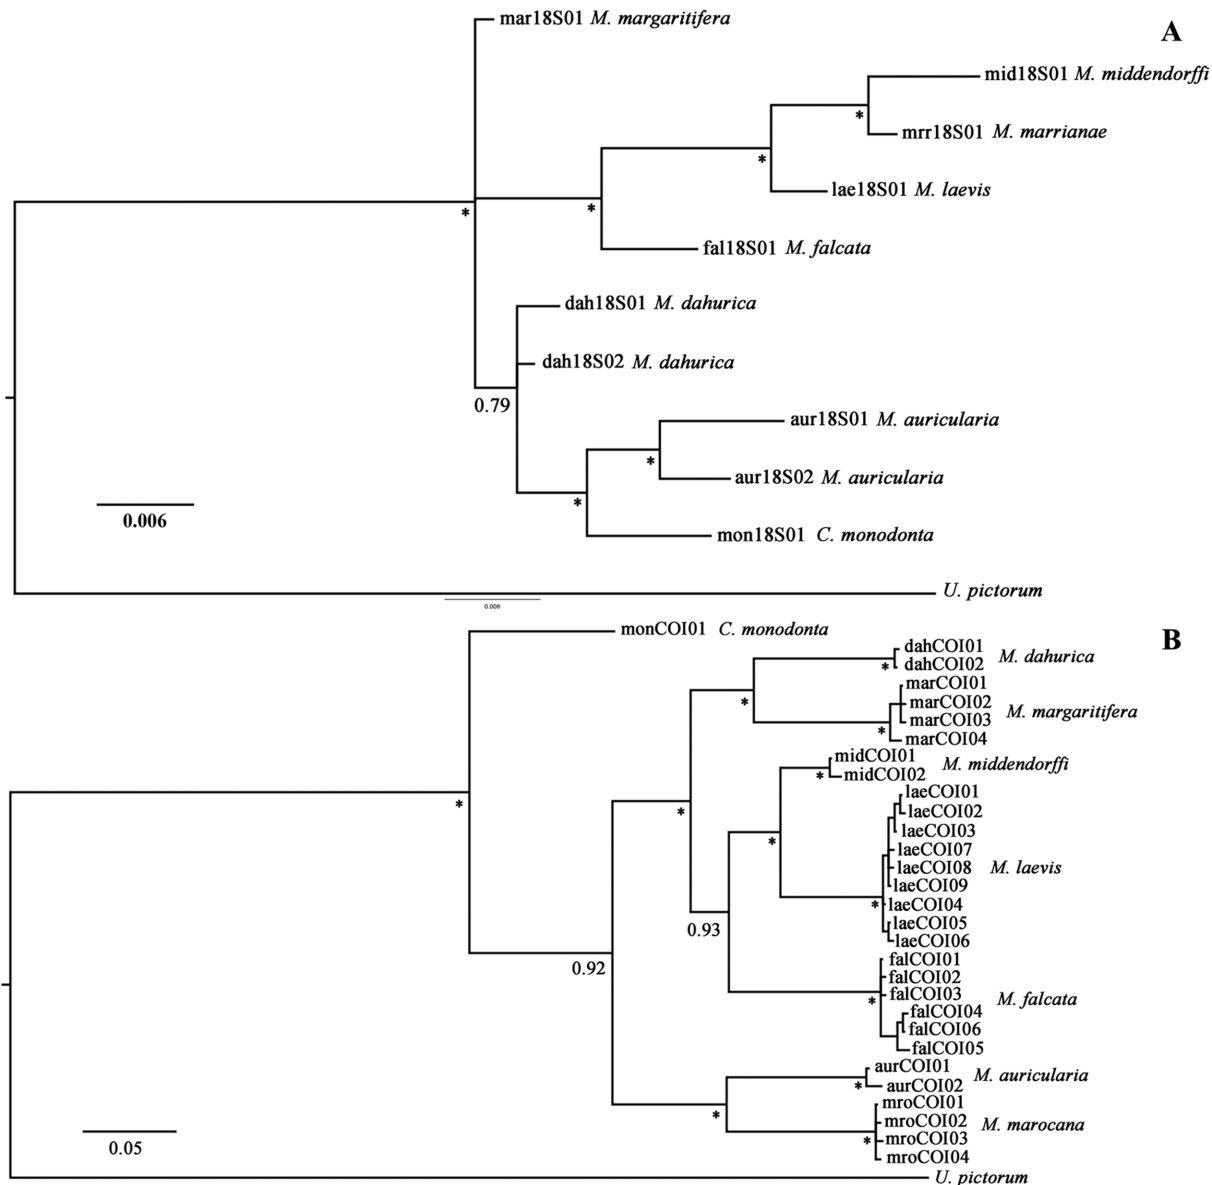 mar18S01 M. margaritifera
A
mid18S01 M. middendorffi
*
mrr18S01 M. marrianae
*
lae18S01 M. laevis
*
*
fal18S01 M. falcata
dah18S01 M. dahurica
dah18S02 M. dahurica
0.79
aur18S01 M. auricularia
*
aur18S02 M. auricularia
*
0.006
mon18S01 C. monodonta
U. pictorum
0.006
monCOI01 C. monodonta
B
dahCOI01
M. dahurica
dahCOI02
*
marCOI01
*
marCOI02
M. margaritifera
marCOI03
*
marCOI04
midCOI01
M. middendorffi
midCOI02
*
laeCOI01
*
*
laeCOI02
laeCOI03
*
laeCOI07
laeCOI08
M. laevis
laeCOI09
laeCOI04
*
laeCOI05
0.93
laeCOI06
falCOI01
0.92
falCOI02
falCOI03
M. falcata
*
falCOI04
falCOI06
falCOI05
aurCOI01
M. auricularia
aurCOI02
*
mroCOI01
*
mroCOI02
M. marocana
mroCOI03
*
0.05
mroCOI04
U. pictorum